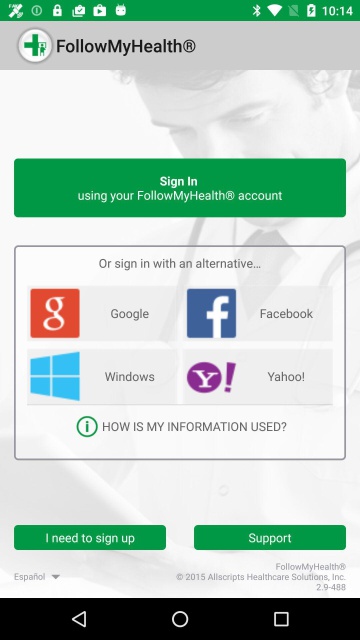 10:14
FollowMyHealth®
Sign In
using your FollowMyHealth® account
Or sign in with an alternative...
Google
Facebook
Windows
Yahoo!
HOW IS MY INFORMATION USED?
I need to sign up
Support
FollowMyHealth®
Español
© 2015 Allscripts Healthcare Solutions, Inc.
2.9-488